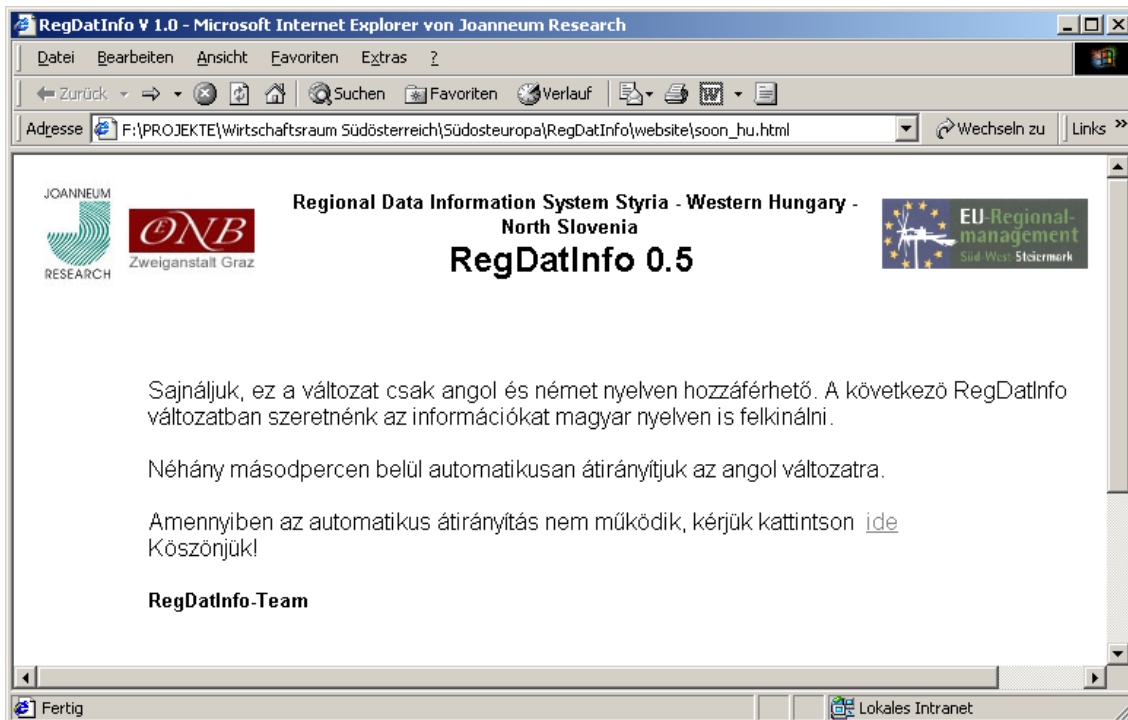 RegDatInfo V 1.0 - Microsoft Internet Explorer von Joanneum Research
Datei Bearbeiten Ansicht Favoriten Extras ?
Zurück Suchen Favoriten Verlauf
Adresse F:\PROJEKTE\Wirtschaftsraum Südösterreich\Südosteuropa\RegDatInfo\website\soon_hu.html Wechseln zu Links »
JOANNEUM
RESEARCH
ŒNB
Zweiganstalt Graz
Regional Data Information System Styria - Western Hungary -
North Slovenia
RegDatInfo 0.5
EU-Regional-
management
Süd-West Steiermark
Sajnáljuk, ez a változat csak angol és német nyelven hozzáférhető. A következö RegDatInfo
változatban szeretnénk az információkat magyar nyelven is felkinálni.
Néhány másodpercen belül automatikusan átirányítjuk az angol változatra.
Amennyiben az automatikus átirányítás nem működik, kérjük kattintson ide
Köszönjük!
RegDatInfo-Team
Fertig Lokales Intranet